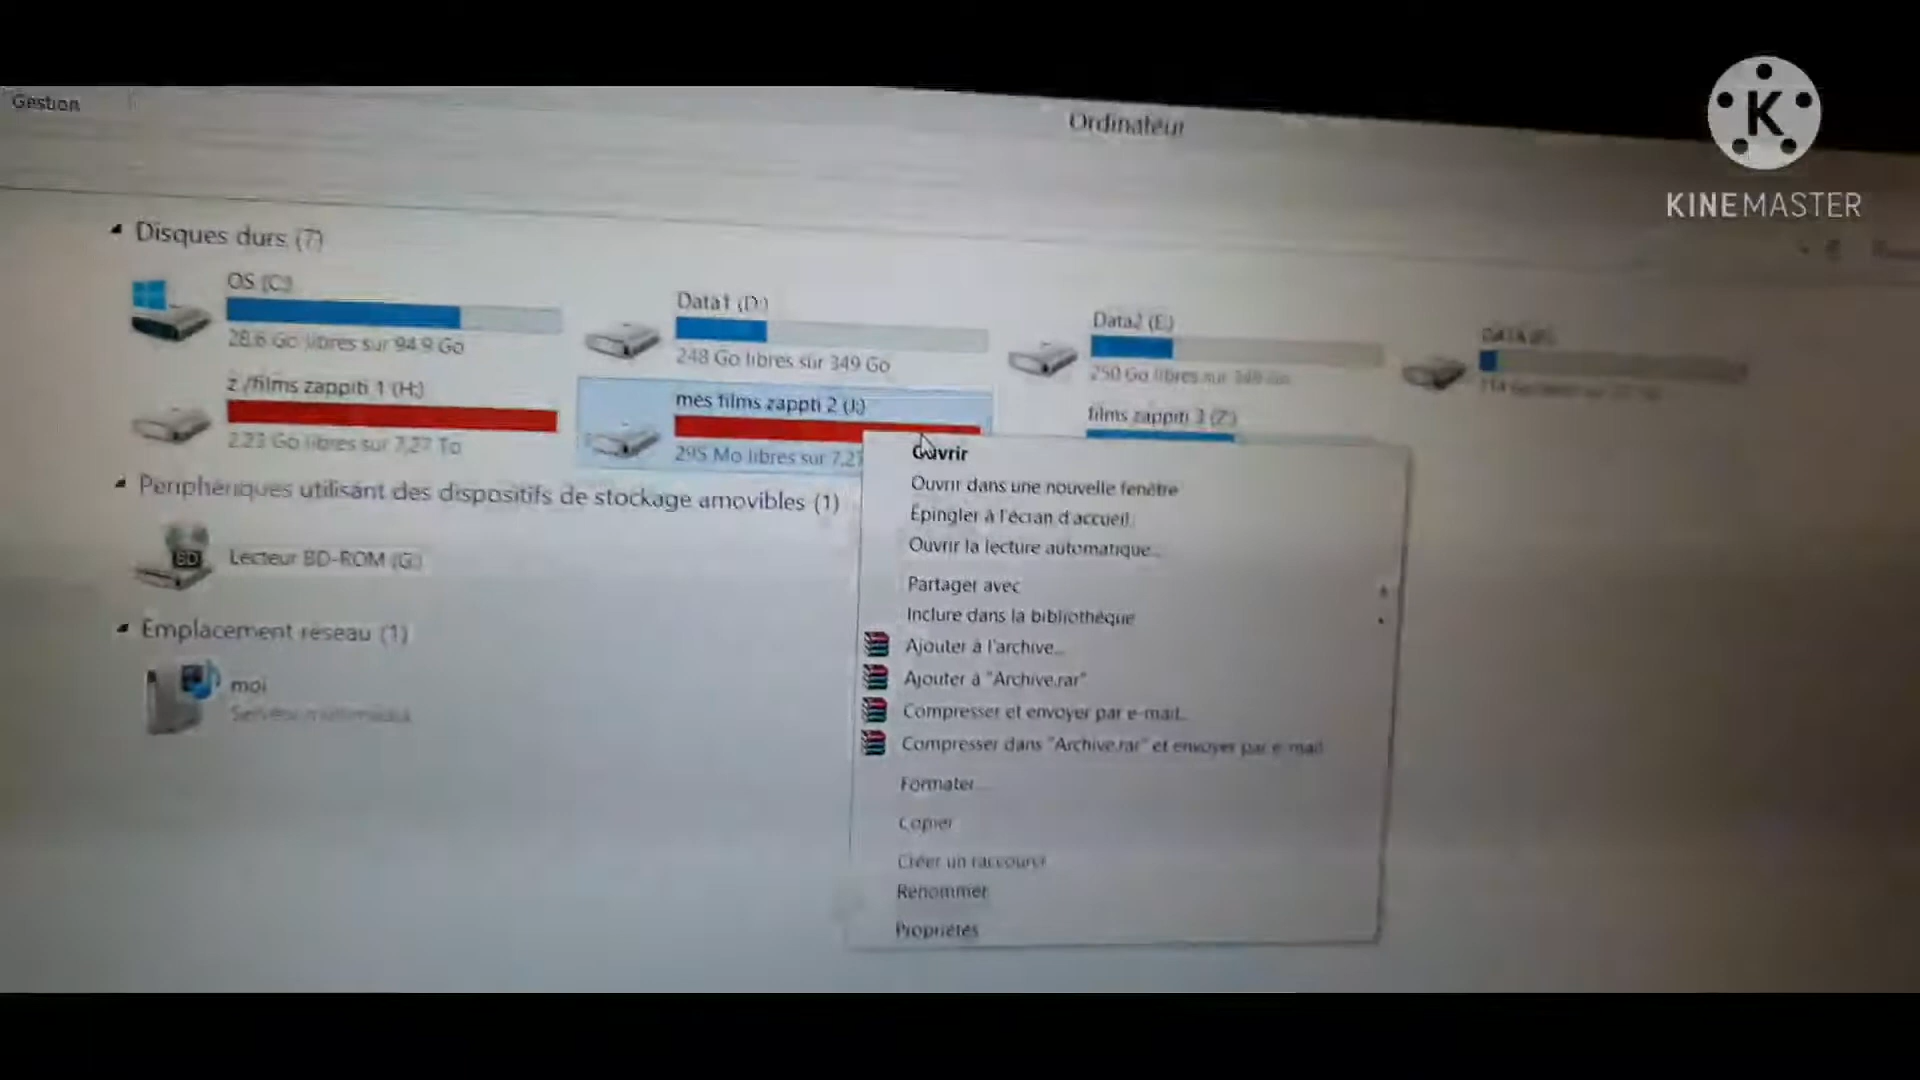 Gestion
Ordinateur
K
KINEMASTER
Disques durs (7)
OS (C:)
28.6 Go libres sur 94.9 Go
Data1 (D:)
248 Go libres sur 349 Go
Data2 (E:)
250 Go libres sur 349 Go
DATA
z /films zappiti 1 (H:)
2,23 Go libres sur 7,27 To
mes films zappti 2 (J:)
295 Mo libres sur 7,27
films zappiti 3 (Z:)
Périphériques utilisant des dispositifs de stockage amovibles (1)
BD
Lecteur BD-ROM (G:)
Emplacement réseau (1)
moi
Serveur multimédia
Ouvrir
Ouvrir dans une nouvelle fenêtre
Épingler à l'écran d'accueil
Ouvrir la lecture automatique...
Partager avec
Inclure dans la bibliothèque
Ajouter à l'archive...
Ajouter à "Archive.rar"
Compresser et envoyer par e-mail...
Compresser dans "Archive.rar" et envoyer par e-mail
Formater...
Copier
Créer un raccourci
Renommer
Propriétés